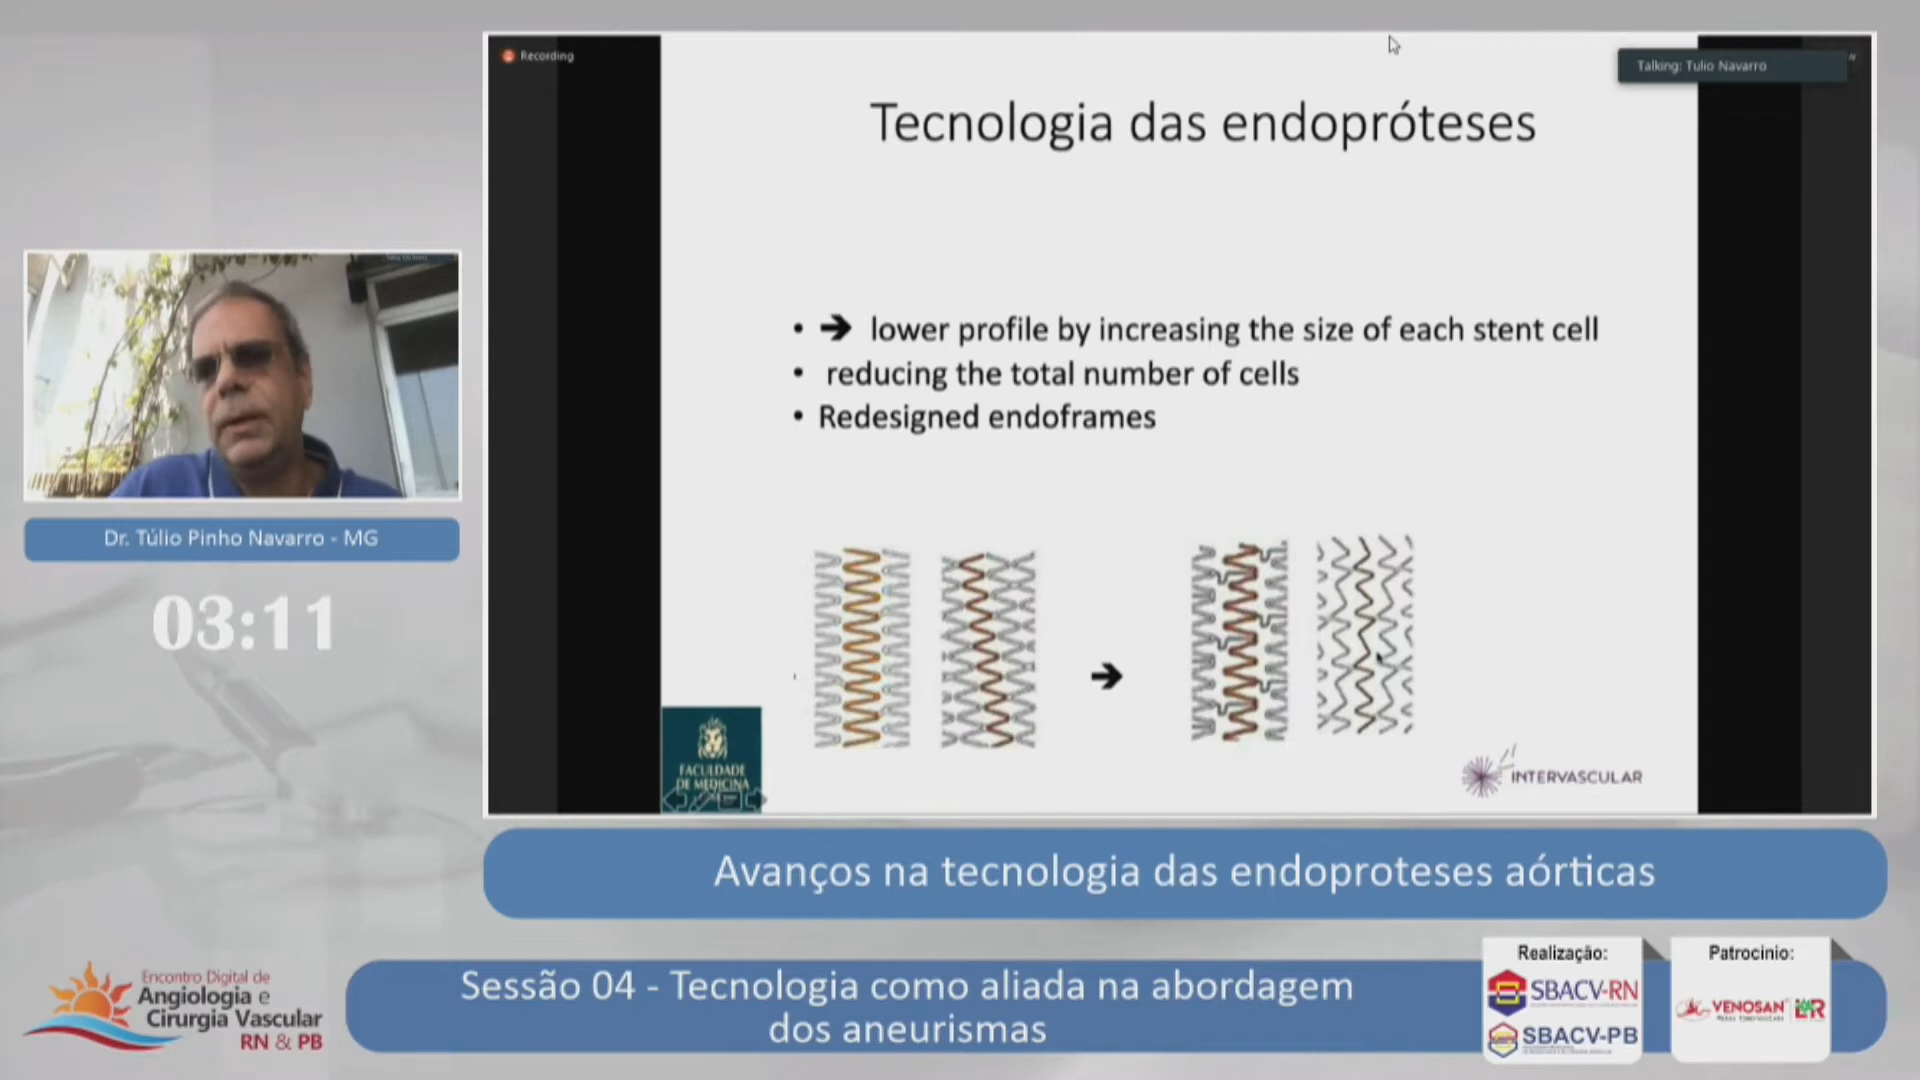 Recording
Talking: Tulio Navarro
Tecnologia das endopróteses
• ➔ lower profile by increasing the size of each stent cell
• reducing the total number of cells
• Redesigned endoframes
FACULDADE
DE MEDICINA
INTERVASCULAR
Dr. Túlio Pinho Navarro - MG
03:11
Avanços na tecnologia das endoproteses aórticas
Sessão 04 - Tecnologia como aliada na abordagem
dos aneurismas
Encontro Digital de
Angiologia e
Cirurgia Vascular
RN & PB
Realização:
SBACV-RN
SBACV-PB
Patrocinio:
VENOSAN